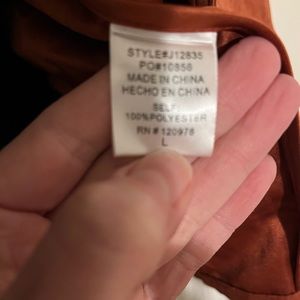 STYLE#J12835
PO#10856
MADE IN CHINA
HECHO EN CHINA
SELF:
100%POLYESTER
RN # 120978
L